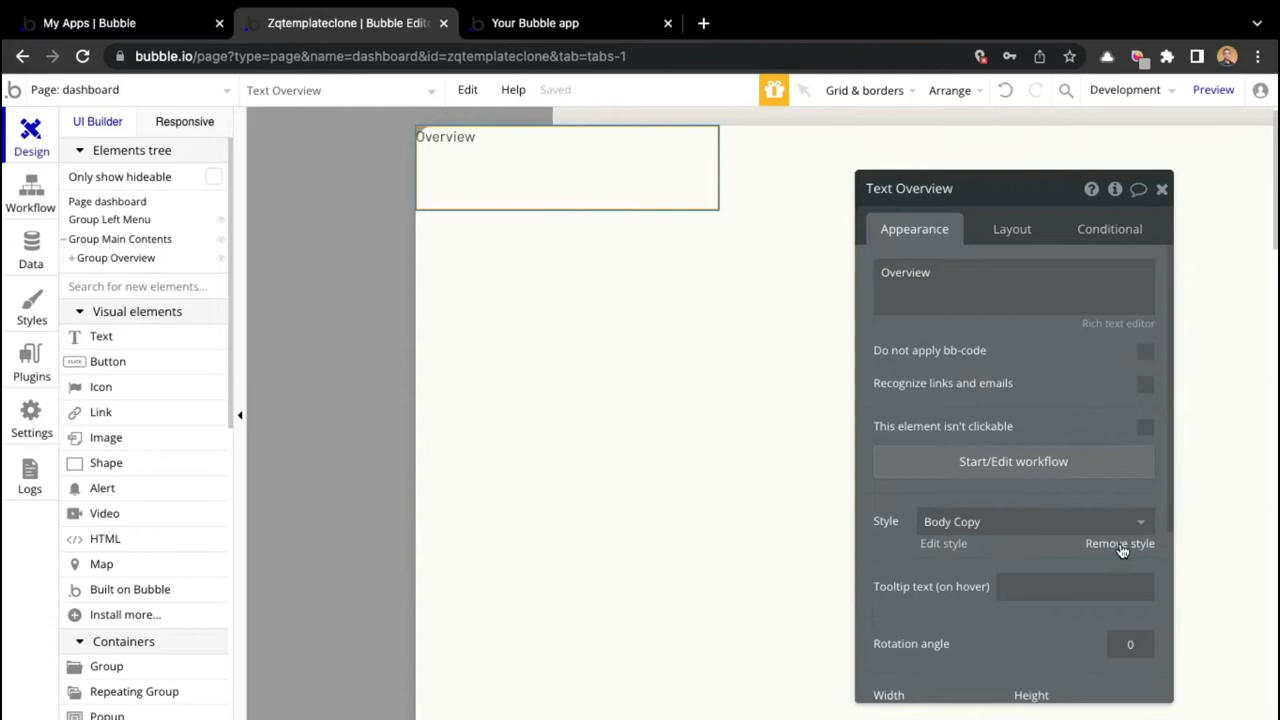 My Apps | Bubble
Zqtemplateclone | Bubble Edit
Your Bubble app
bubble.io/page?type=page&name=dashboard&id=zqtemplateclone&tab=tabs-1
Page: dashboard
Text Overview
Edit
Help
Saved
Grid & borders
Arrange
Development
Preview
Design
Workflow
Data
Styles
Plugins
Settings
Logs
UI Builder
Responsive
Elements tree
Only show hideable
Page dashboard
Group Left Menu
Group Main Contents
Group Overview
Search for new elements...
Visual elements
Text
CLICK Button
Icon
Link
Image
Shape
Alert
Video
HTML
Map
Built on Bubble
Install more...
Containers
Group
Repeating Group
Popup
Overview
Text Overview
Appearance
Layout
Conditional
Overview
Rich text editor
Do not apply bb-code
Recognize links and emails
This element isn't clickable
Start/Edit workflow
Style
Body Copy
Edit style
Remove style
Tooltip text (on hover)
Rotation angle
0
Width
Height